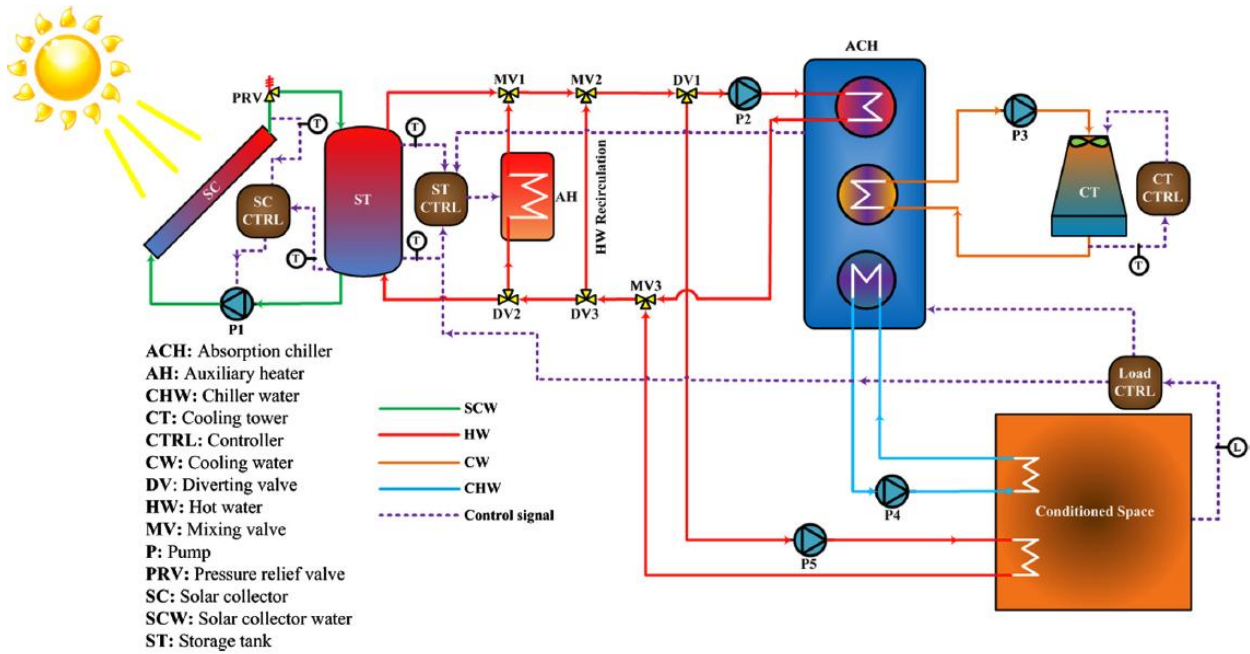 ACH
MV1
MV2
DV1
PRV
T
P2
P3
T
SC
ST
ST
CTRL
AH
HW Recirculation
CT
CT
CTRL
SC
CTRL
T
T
T
MV3
P1
DV2
DV3
ACH: Absorption chiller
AH: Auxiliary heater
CHW: Chiller water
CT: Cooling tower
CTRL: Controller
CW: Cooling water
DV: Diverting valve
HW: Hot water
MV: Mixing valve
P: Pump
PRV: Pressure relief valve
SC: Solar collector
SCW: Solar collector water
ST: Storage tank
SCW
HW
CW
CHW
Control signal
Load
CTRL
L
P4
Conditioned Space
P5